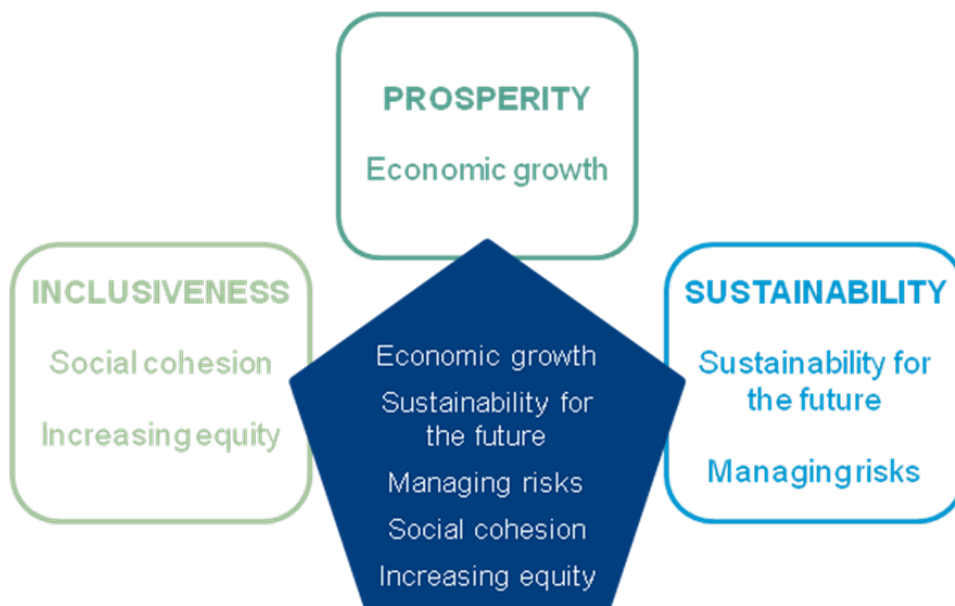 PROSPERITY
Economic growth
INCLUSIVENESS
Social cohesion
Increasing equity
Economic growth
Sustainability for
the future
Managing risks
Social cohesion
Increasing equity
SUSTAINABILITY
Sustainability for
the future
Managing risks